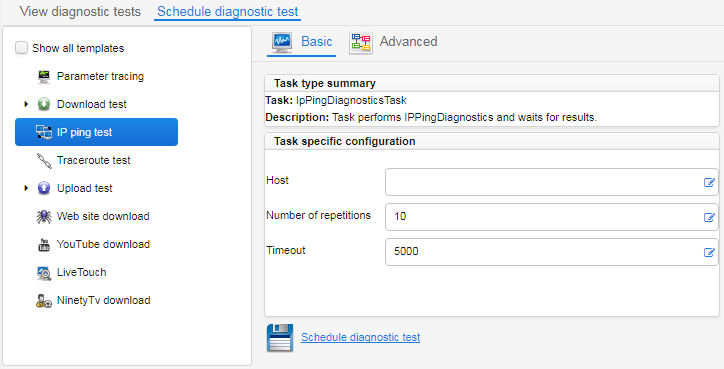 View diagnostic tests Schedule diagnostic test
Show all templates
Parameter tracing
Download test
IP ping test
Traceroute test
Upload test
Web site download
YouTube download
LiveTouch
NinetyTv download
Basic Advanced
Task type summary
Task: IpPingDiagnosticsTask
Description: Task performs IPPingDiagnostics and waits for results.
Task specific configuration
Host
Number of repetitions 10
Timeout 5000
Schedule diagnostic test